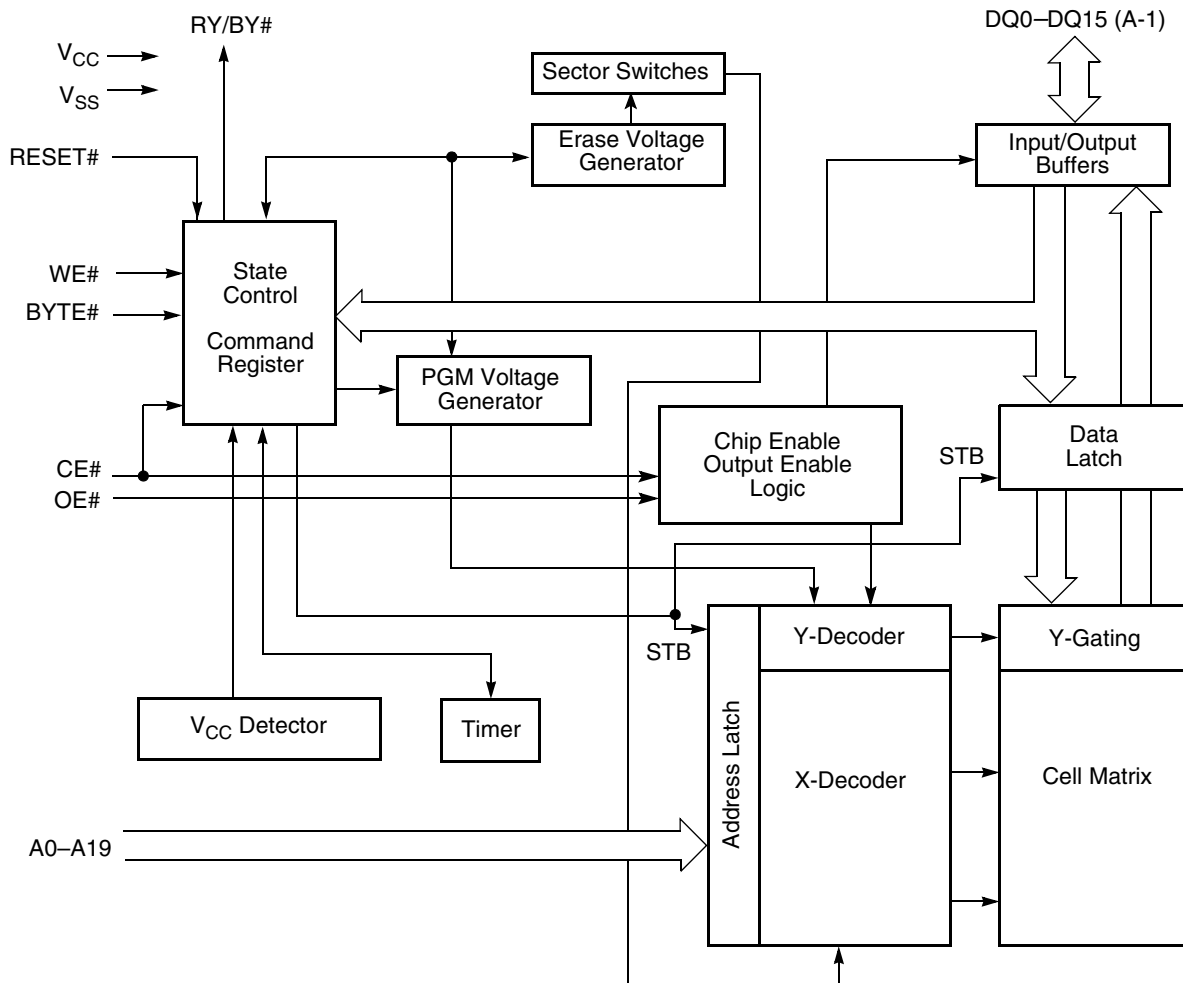 RY/BY#
DQ0–DQ15 (A-1)
VCC
VSS
Sector Switches
Erase Voltage
Generator
Input/Output
Buffers
RESET#
WE#
BYTE#
State
Control
Command
Register
PGM Voltage
Generator
Chip Enable
Output Enable
Logic
Data
Latch
STB
CE#
OE#
STB
Y-Decoder
Y-Gating
VCC Detector
Timer
Address Latch
X-Decoder
Cell Matrix
A0–A19